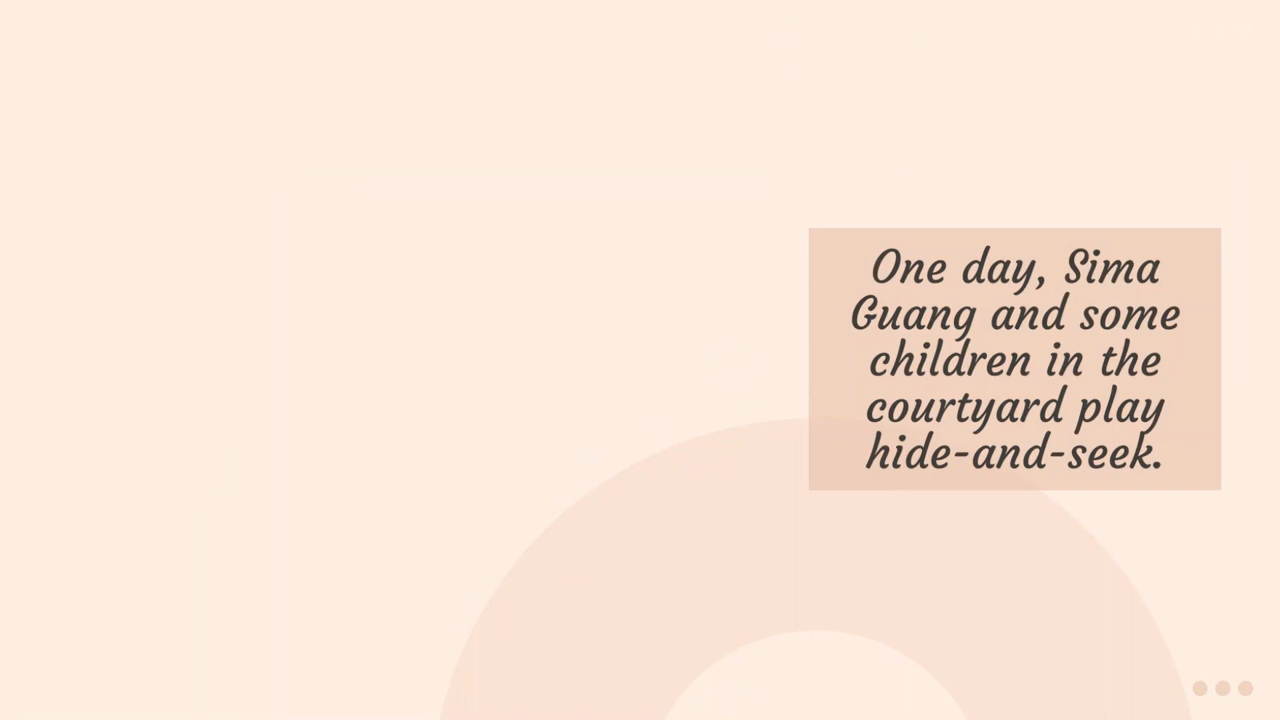 One day, Sima
Guang and some
children in the
courtyard play
hide-and-seek.